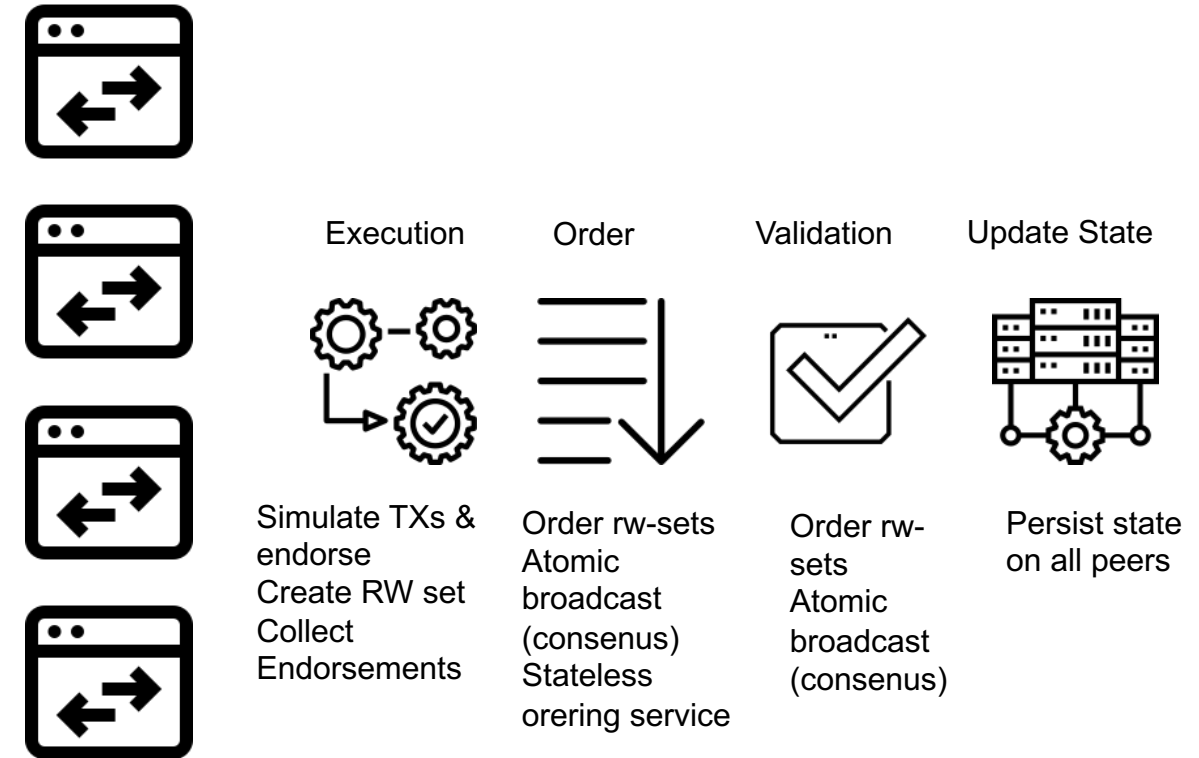 Execution
Order
Validation
Update State
Simulate TXs &
endorse
Create RW set
Collect
Endorsements
Order rw-sets
Atomic
broadcast
(consenus)
Stateless
orering service
Order rw-
sets
Atomic
broadcast
(consenus)
Persist state
on all peers